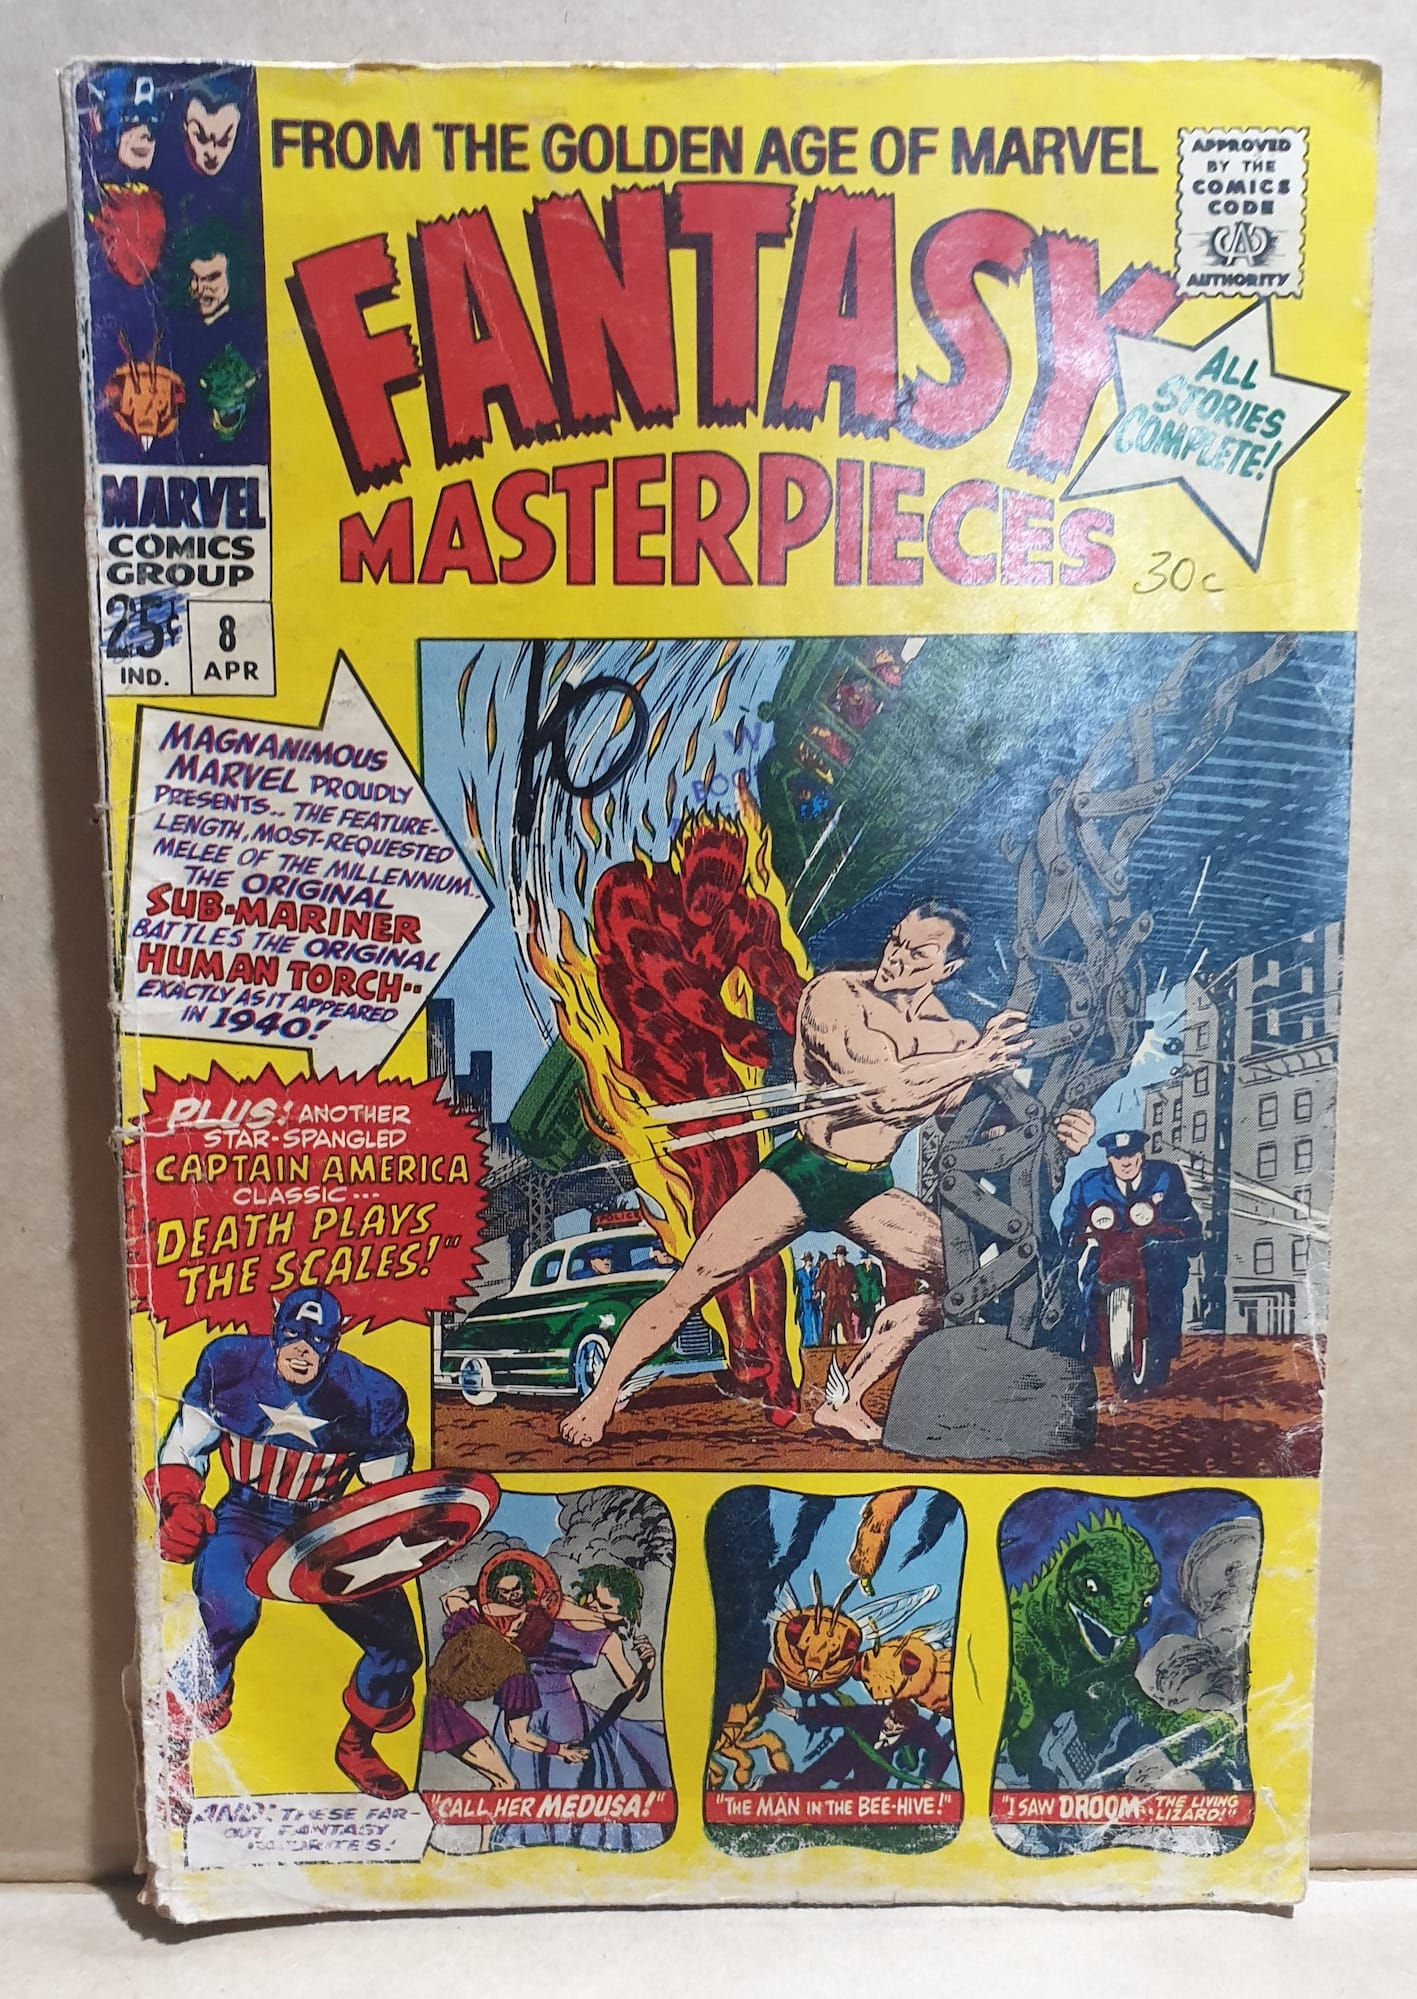 FROM THE GOLDEN AGE OF MARVEL
FANTASY
MASTERPIECES
APPROVED
BY THE
COMICS
CODE
CA
AUTHORITY
ALL
STORIES
COMPLETE!
30c
A
MARVEL
COMICS
GROUP
25¢
IND.
8
APR
MAGNANIMOUS
MARVEL PROUDLY
PRESENTS.. THE FEATURE-
LENGTH, MOST-REQUESTED
MELEE OF THE MILLENNIUM..
THE ORIGINAL
SUB-MARINER
BATTLES THE ORIGINAL
HUMAN TORCH--
EXACTLY AS IT APPEARED
IN 1940!
POLICE
PLUS: ANOTHER
STAR-SPANGLED
CAPTAIN AMERICA
CLASSIC...
"DEATH PLAYS
THE SCALES!"
A
AND: THESE FAR-
OUT FANTASY
FAVORITES!
"CALL HER MEDUSA!"
"THE MAN IN THE BEE-HIVE!"
"I SAW DROOM THE LIVING
LIZARD!"